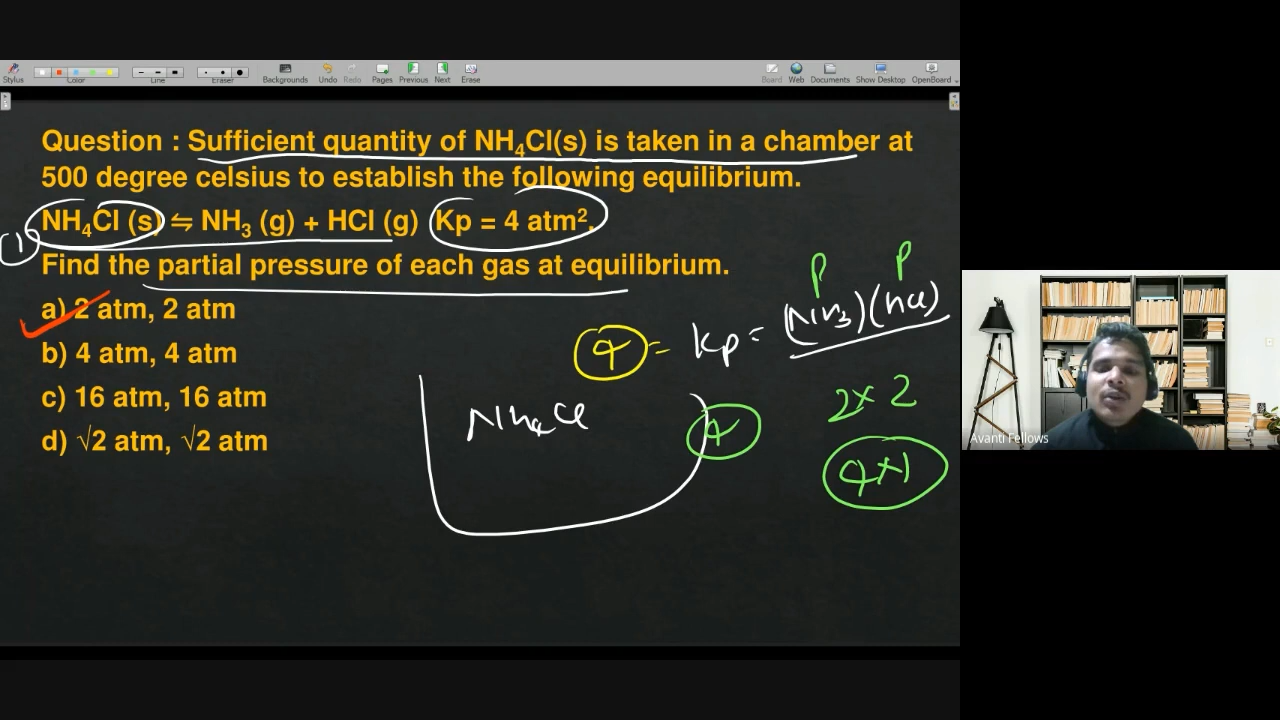 Stylus Color Line Eraser Backgrounds Undo Redo Pages Previous Next Erase Board Web Documents Show Desktop OpenBoard
Question : Sufficient quantity of NH₄Cl(s) is taken in a chamber at
500 degree celsius to establish the following equilibrium.
NH₄Cl (s) ⇋ NH₃ (g) + HCl (g) Kp = 4 atm².
(1)
Find the partial pressure of each gas at equilibrium.
a) 2 atm, 2 atm
b) 4 atm, 4 atm
c) 16 atm, 16 atm
d) √2 atm, √2 atm
P P
4 = Kp = (NH₃)(HCl)
NH₄Cl
4
2×2
4×1
Avanti Fellows